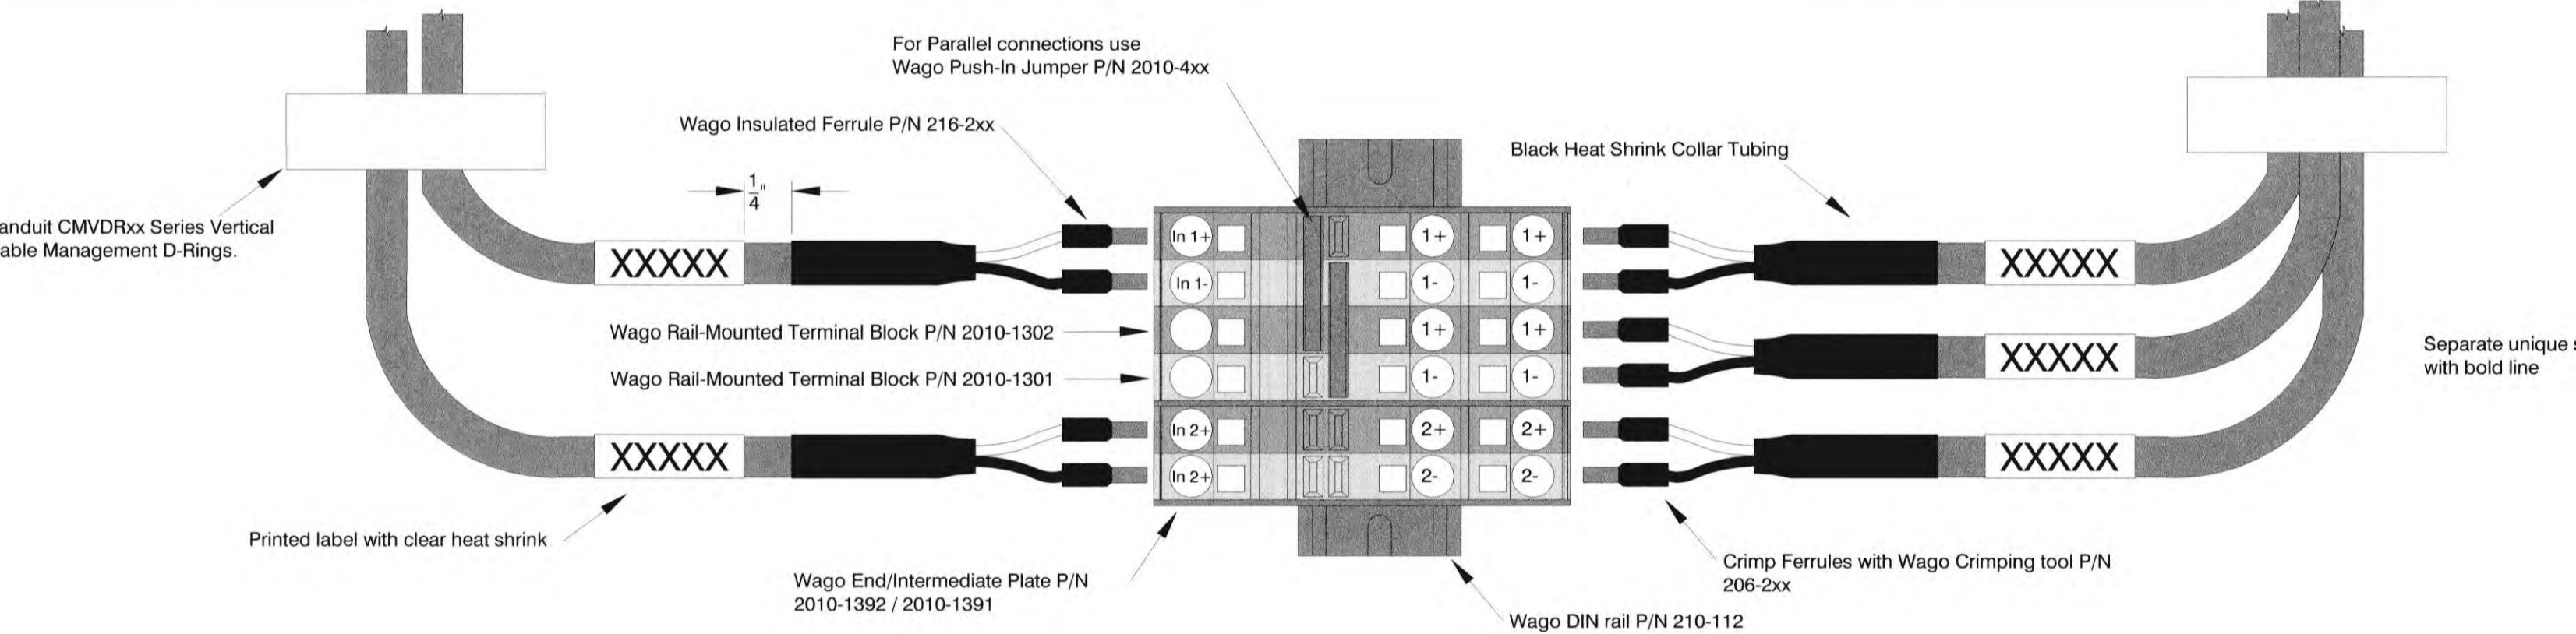 For Parallel connections use
Wago Push-In Jumper P/N 2010-4xx
Wago Insulated Ferrule P/N 216-2xx
Black Heat Shrink Collar Tubing
1"
4
anduit CMVDRxx Series Vertical
able Management D-Rings.
XXXXX
In 1+
1+
1+
XXXXX
In 1-
1-
1-
Wago Rail-Mounted Terminal Block P/N 2010-1302
1+
1+
XXXXX
Separate unique s
with bold line
Wago Rail-Mounted Terminal Block P/N 2010-1301
1-
1-
XXXXX
In 2+
2+
2+
XXXXX
In 2+
2-
2-
Printed label with clear heat shrink
Wago End/Intermediate Plate P/N
2010-1392 / 2010-1391
Crimp Ferrules with Wago Crimping tool P/N
206-2xx
Wago DIN rail P/N 210-112